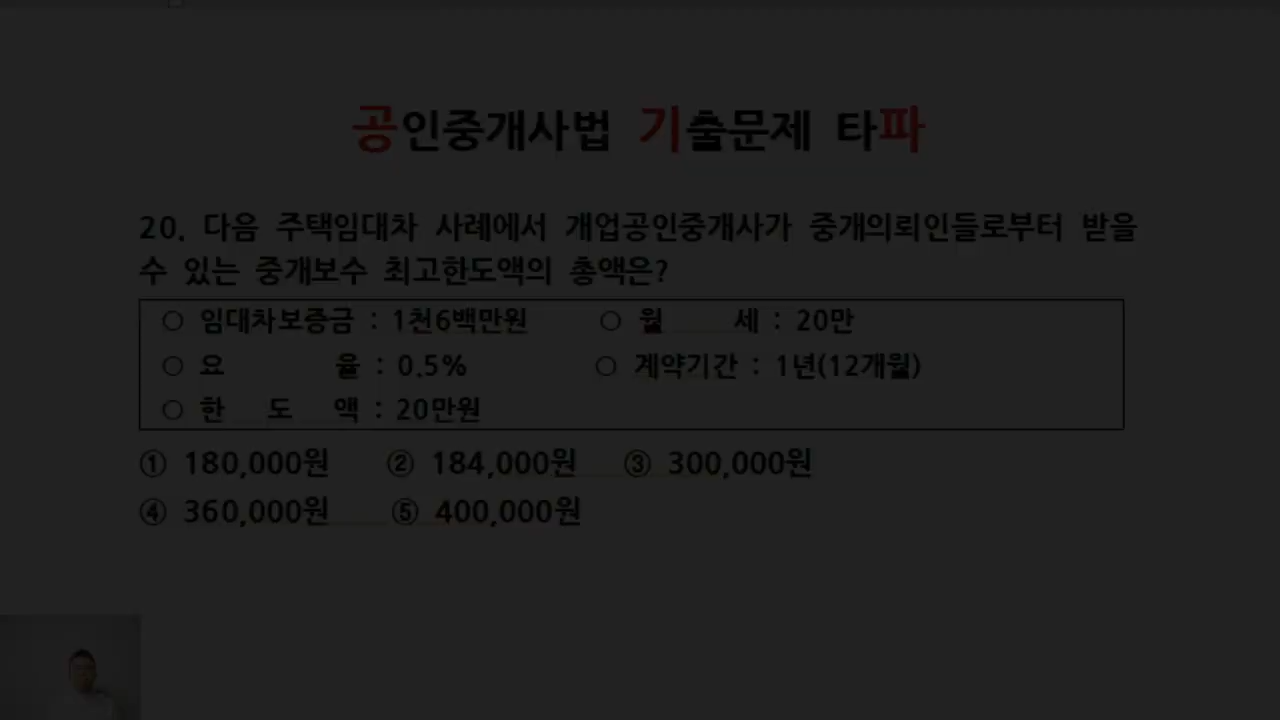 공인중개사법 기출문제 타파
20. 다음 주택임대차 사례에서 개업공인중개사가 중개의뢰인들로부터 받을
수 있는 중개보수 최고한도액의 총액은?
○ 임대차보증금 : 1천6백만원 ○ 월 세 : 20만
○ 요 율 : 0.5% ○ 계약기간 : 1년(12개월)
○ 한 도 액 : 20만원
① 180,000원 ② 184,000원 ③ 300,000원
④ 360,000원 ⑤ 400,000원